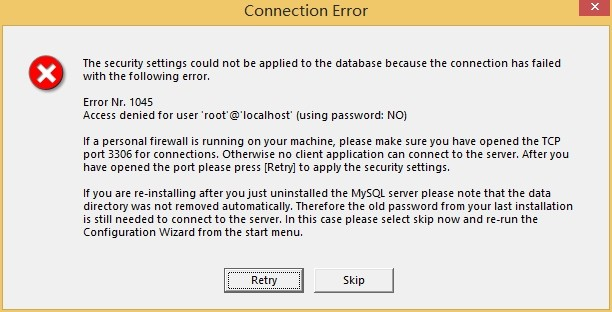 Connection Error
The security settings could not be applied to the database because the connection has failed
with the following error.
Error Nr. 1045
Access denied for user 'root'@'localhost' (using password: NO)
If a personal firewall is running on your machine, please make sure you have opened the TCP
port 3306 for connections. Otherwise no client application can connect to the server. After you
have opened the port please press [Retry] to apply the security settings.
If you are re-installing after you just uninstalled the MySQL server please note that the data
directory was not removed automatically. Therefore the old password from your last installation
is still needed to connect to the server. In this case please select skip now and re-run the
Configuration Wizard from the start menu.
Retry
Skip